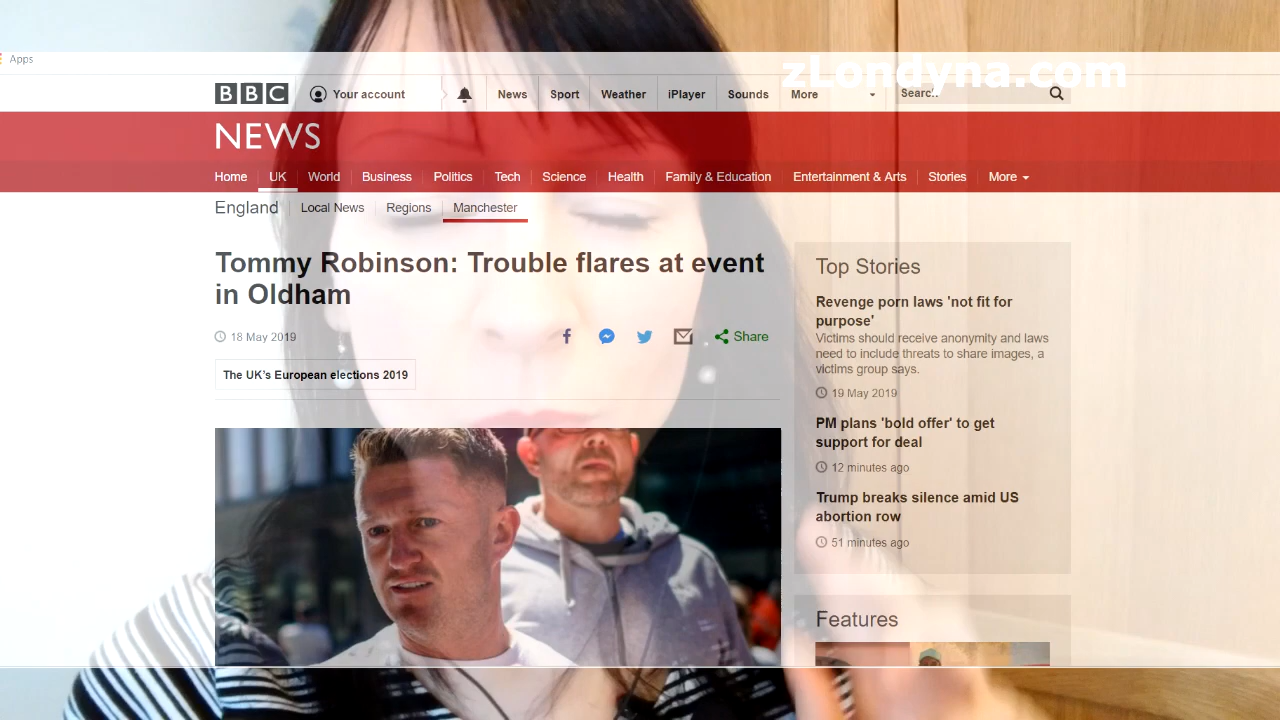 Apps
zLondyna.com
BBC Your account News Sport Weather iPlayer Sounds More Search..
NEWS
Home UK World Business Politics Tech Science Health Family & Education Entertainment & Arts Stories More
England Local News Regions Manchester
Tommy Robinson: Trouble flares at event
in Oldham
18 May 2019
Share
The UK's European elections 2019
Top Stories
Revenge porn laws 'not fit for
purpose'
Victims should receive anonymity and laws
need to include threats to share images, a
victims group says.
19 May 2019
PM plans 'bold offer' to get
support for deal
12 minutes ago
Trump breaks silence amid US
abortion row
51 minutes ago
Features